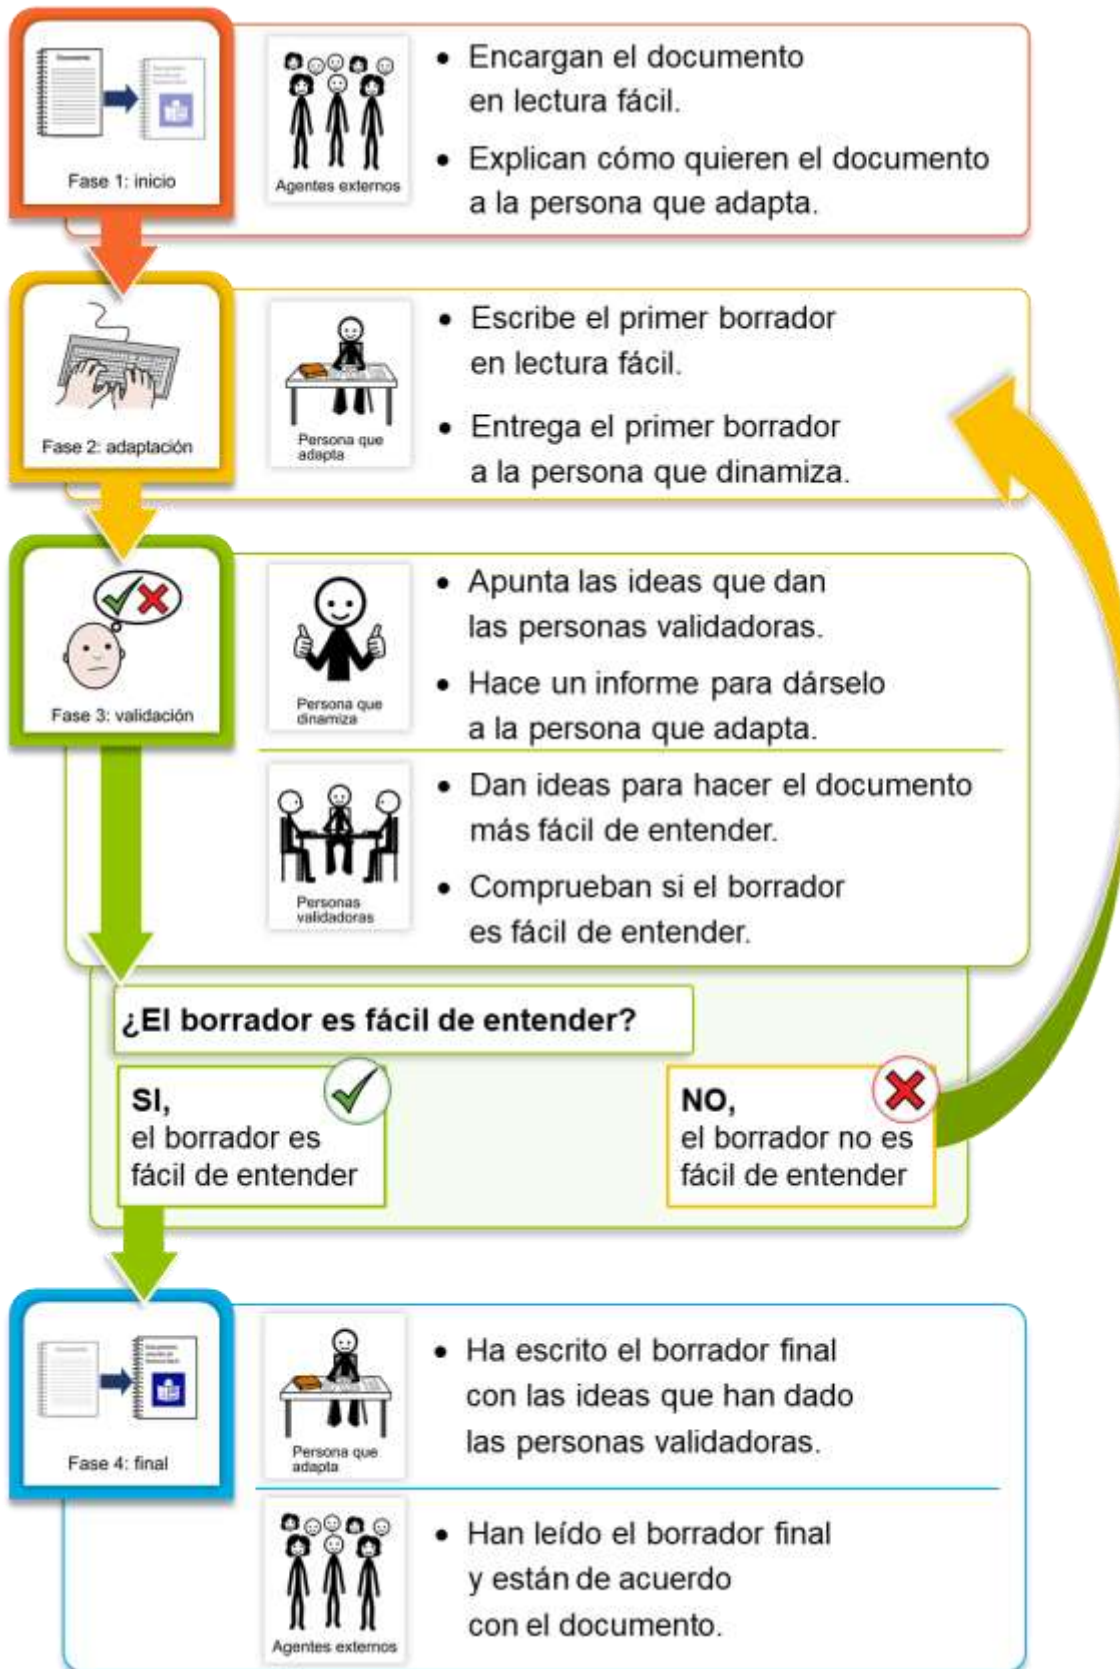 Documento
Fase 1: inicio
Agentes externos
• Encargan el documento
en lectura fácil.
• Explican cómo quieren el documento
a la persona que adapta.
Fase 2: adaptación
Persona que
adapta
• Escribe el primer borrador
en lectura fácil.
• Entrega el primer borrador
a la persona que dinamiza.
Fase 3: validación
Persona que
dinamiza
• Apunta las ideas que dan
las personas validadoras.
• Hace un informe para dárselo
a la persona que adapta.
Personas
validadoras
• Dan ideas para hacer el documento
más fácil de entender.
• Comprueban si el borrador
es fácil de entender.
¿El borrador es fácil de entender?
SI,
el borrador es
fácil de entender
NO,
el borrador no es
fácil de entender
Fase 4: final
Persona que
adapta
• Ha escrito el borrador final
con las ideas que han dado
las personas validadoras.
Agentes externos
• Han leído el borrador final
y están de acuerdo
con el documento.